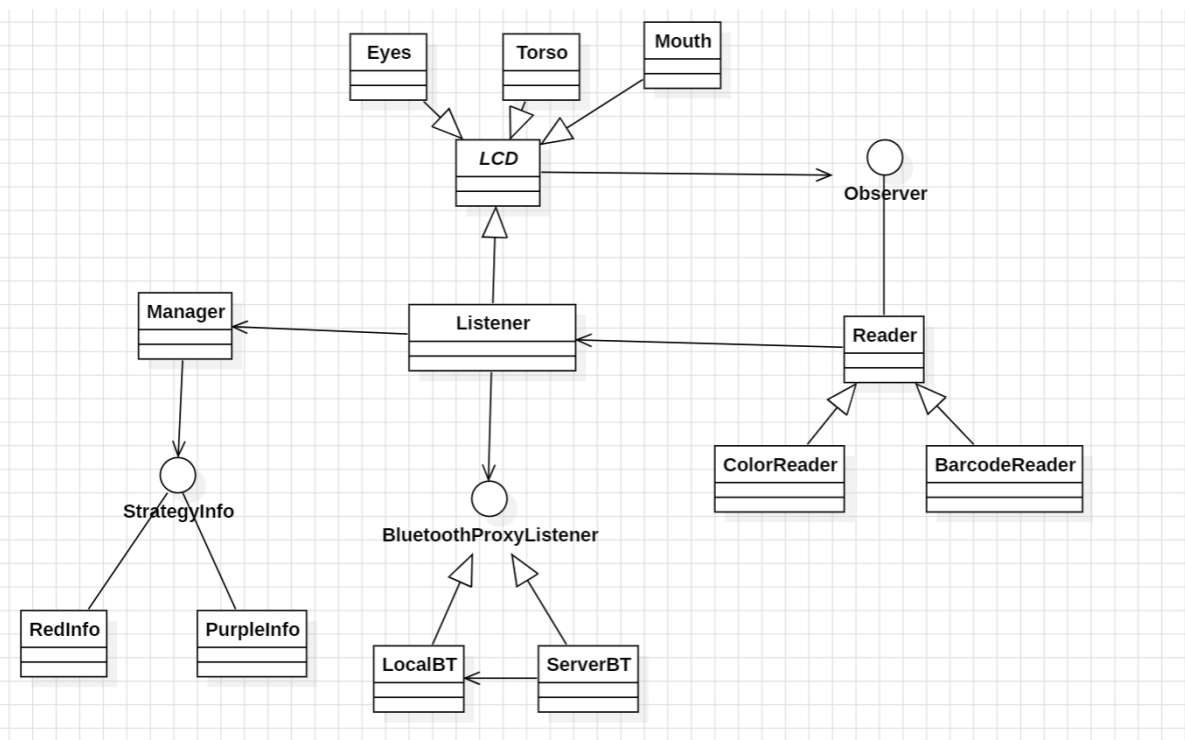 Eyes
Torso
Mouth
LCD
Observer
Manager
Listener
Reader
ColorReader
BarcodeReader
StrategyInfo
BluetoothProxyListener
RedInfo
PurpleInfo
LocalBT
ServerBT